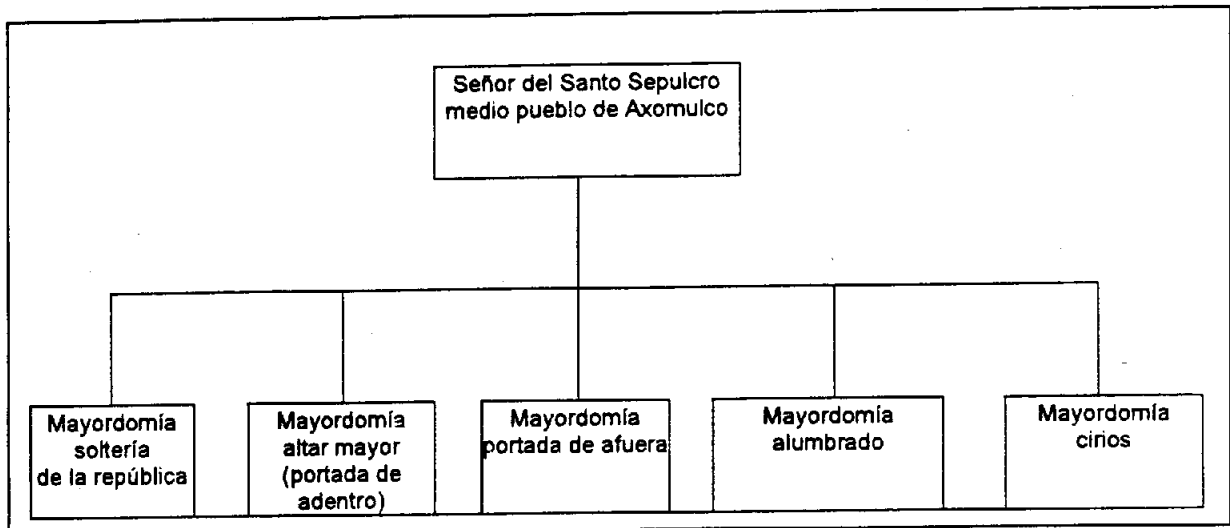 Señor del Santo Sepulcro
medio pueblo de Axomulco
Mayordomía
soltería
de la república
Mayordomía
altar mayor
(portada de
adentro)
Mayordomía
portada de afuera
Mayordomía
alumbrado
Mayordomía
cirios